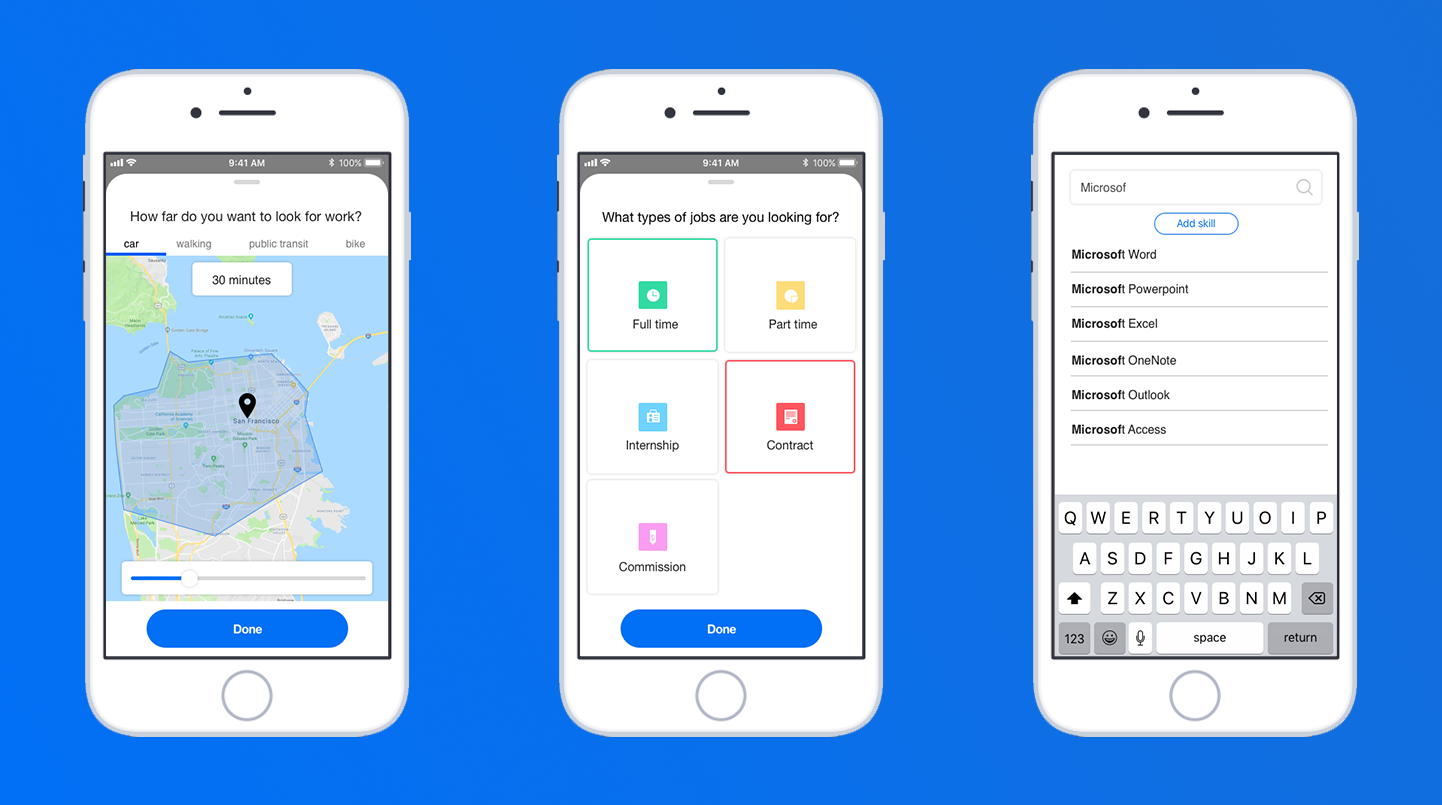 9:41 AM
100%
How far do you want to look for work?
car walking public transit bike
30 minutes
San Francisco
Done
9:41 AM
100%
What types of jobs are you looking for?
Full time Part time
Internship Contract
Commission
Done
Microsof
Add skill
Microsoft Word
Microsoft Powerpoint
Microsoft Excel
Microsoft OneNote
Microsoft Outlook
Microsoft Access
Q W E R T Y U O I P
A S D F G H J K L
Z X C V B N M
123 space return